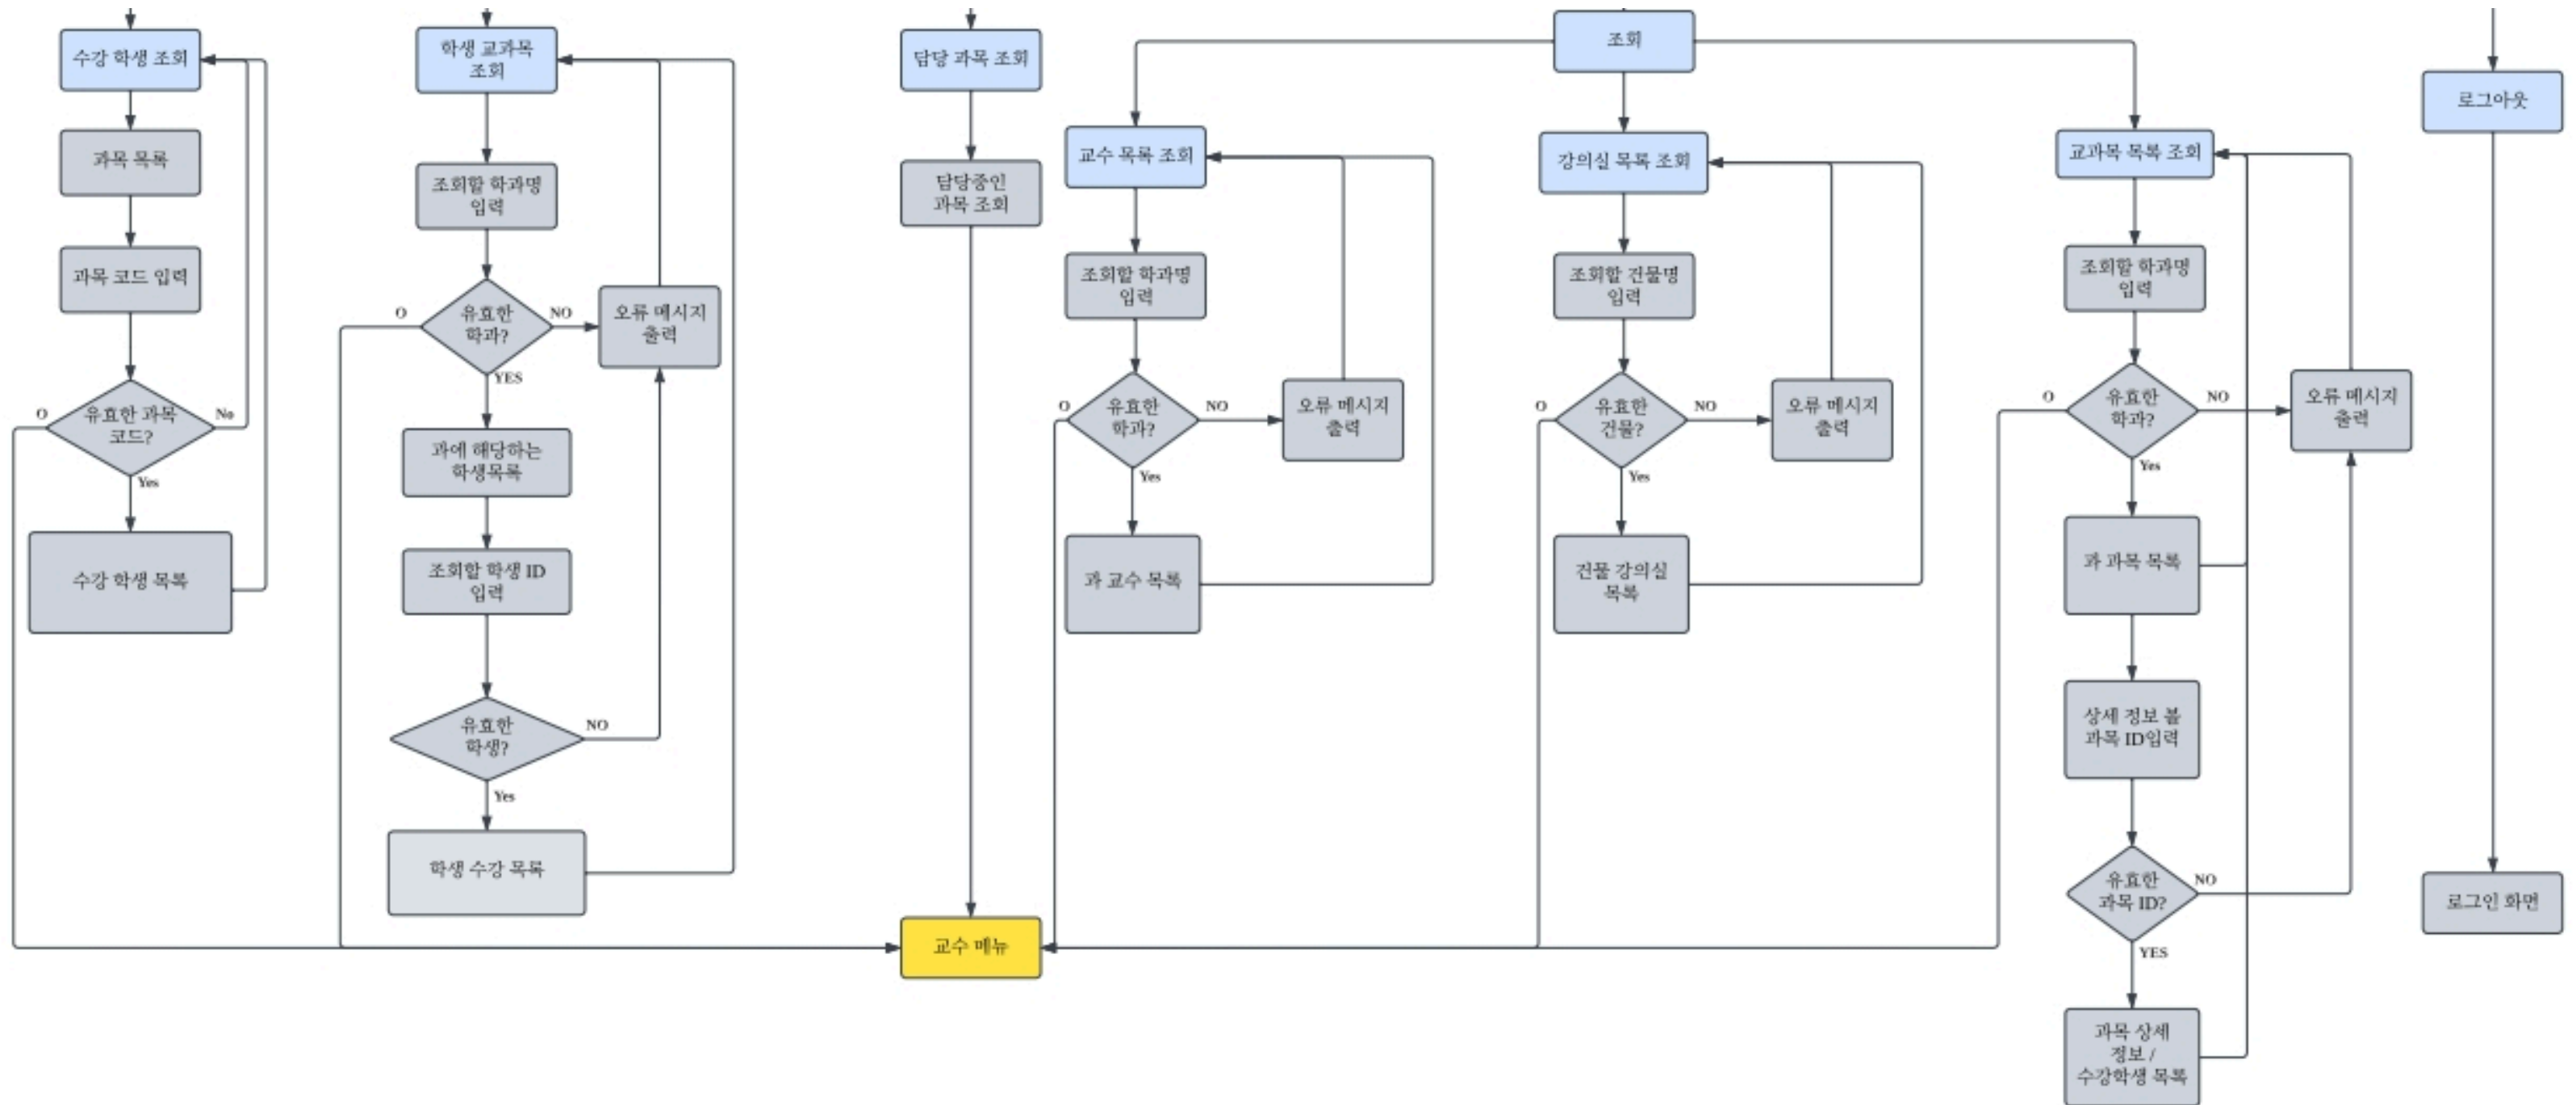 수강 학생 조회
과목 목록
과목 코드 입력
O
유효한 과목
코드?
No
Yes
수강 학생 목록
학생 교과목
조회
조회할 학과명
입력
O
유효한
학과?
NO
오류 메시지
출력
YES
과에 해당하는
학생목록
조회할 학생 ID
입력
유효한
학생?
NO
Yes
학생 수강 목록
담당 과목 조회
담당중인
과목 조회
교수 메뉴
조회
교수 목록 조회
조회할 학과명
입력
O
유효한
학과?
NO
오류 메시지
출력
Yes
과 교수 목록
강의실 목록 조회
조회할 건물명
입력
O
유효한
건물?
NO
오류 메시지
출력
Yes
건물 강의실
목록
교과목 목록 조회
조회할 학과명
입력
O
유효한
학과?
NO
오류 메시지
출력
Yes
과 과목 목록
상세 정보 볼
과목 ID입력
유효한
과목 ID?
NO
YES
과목 상세
정보 /
수강학생 목록
로그아웃
로그인 화면